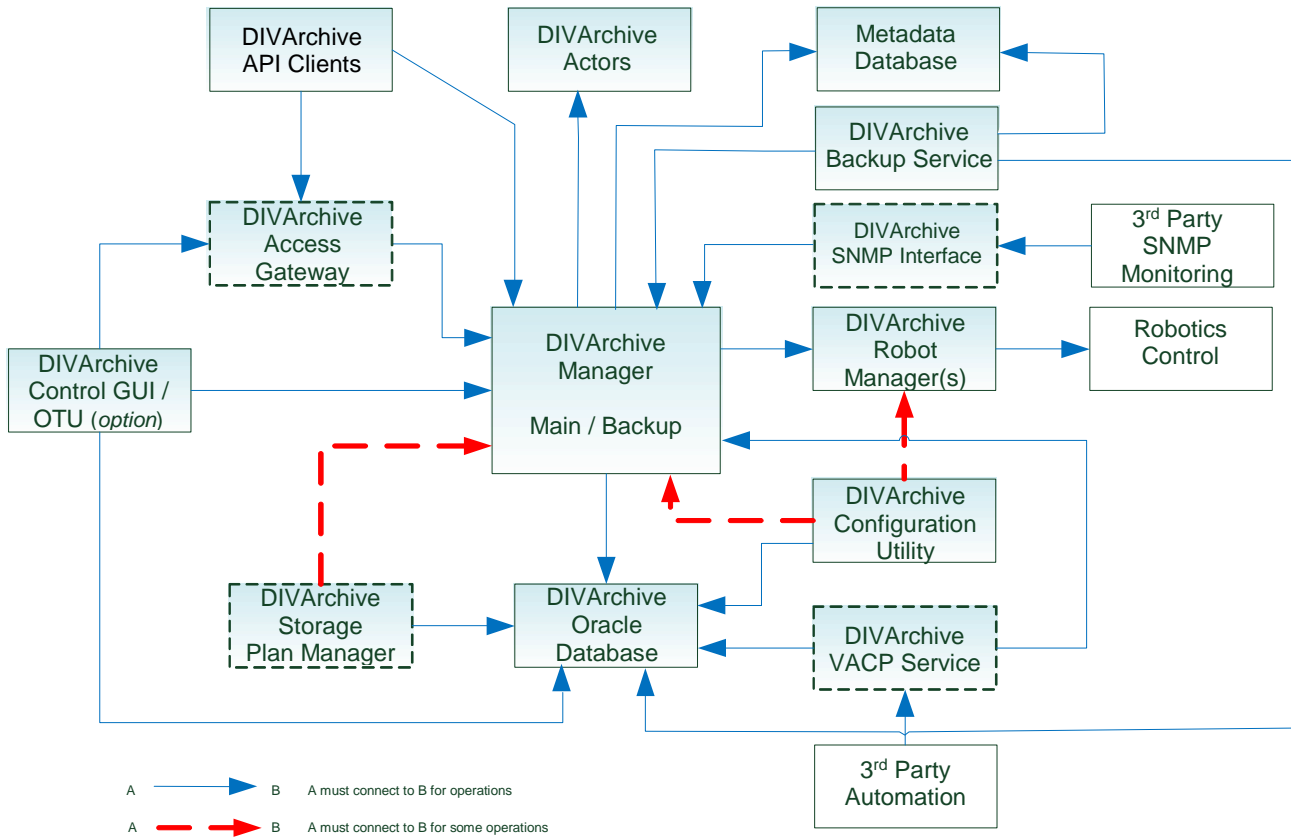 DIVArchive
API Clients
DIVArchive
Actors
Metadata
Database
DIVArchive
Backup Service
DIVArchive
Access
Gateway
DIVArchive
SNMP Interface
3rd Party
SNMP
Monitoring
DIVArchive
Manager
Main / Backup
DIVArchive
Robot
Manager(s)
Robotics
Control
DIVArchive
Control GUI /
OTU (option)
DIVArchive
Configuration
Utility
DIVArchive
Storage
Plan Manager
DIVArchive
Oracle
Database
DIVArchive
VACP Service
3rd Party
Automation
A B A must connect to B for operations
A B A must connect to B for some operations